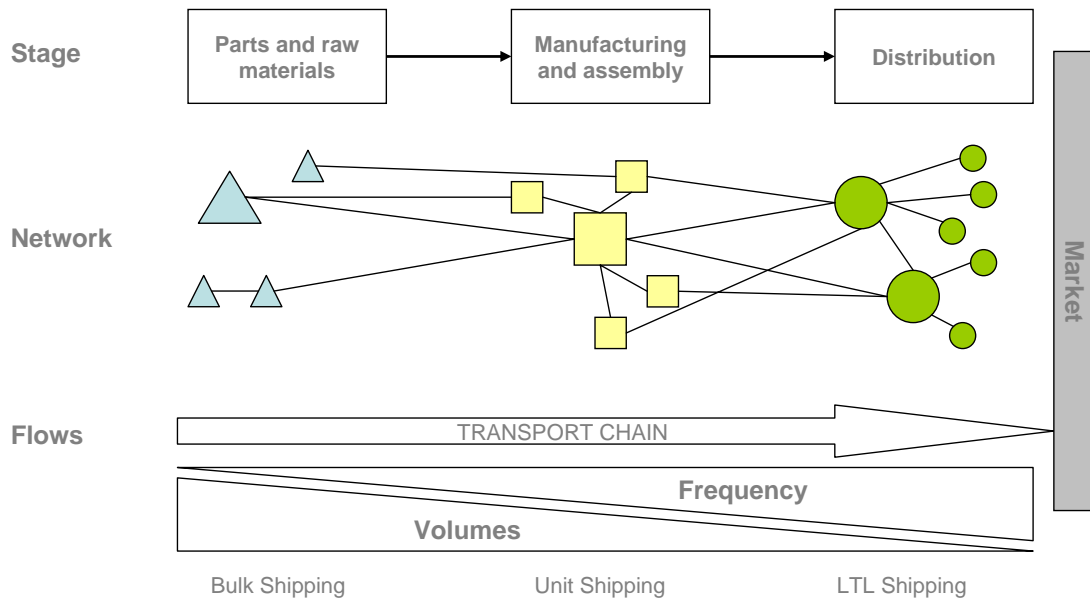 Stage
Parts and raw
materials
Manufacturing
and assembly
Distribution
Network
Market
Flows
TRANSPORT CHAIN
Frequency
Volumes
Bulk Shipping
Unit Shipping
LTL Shipping